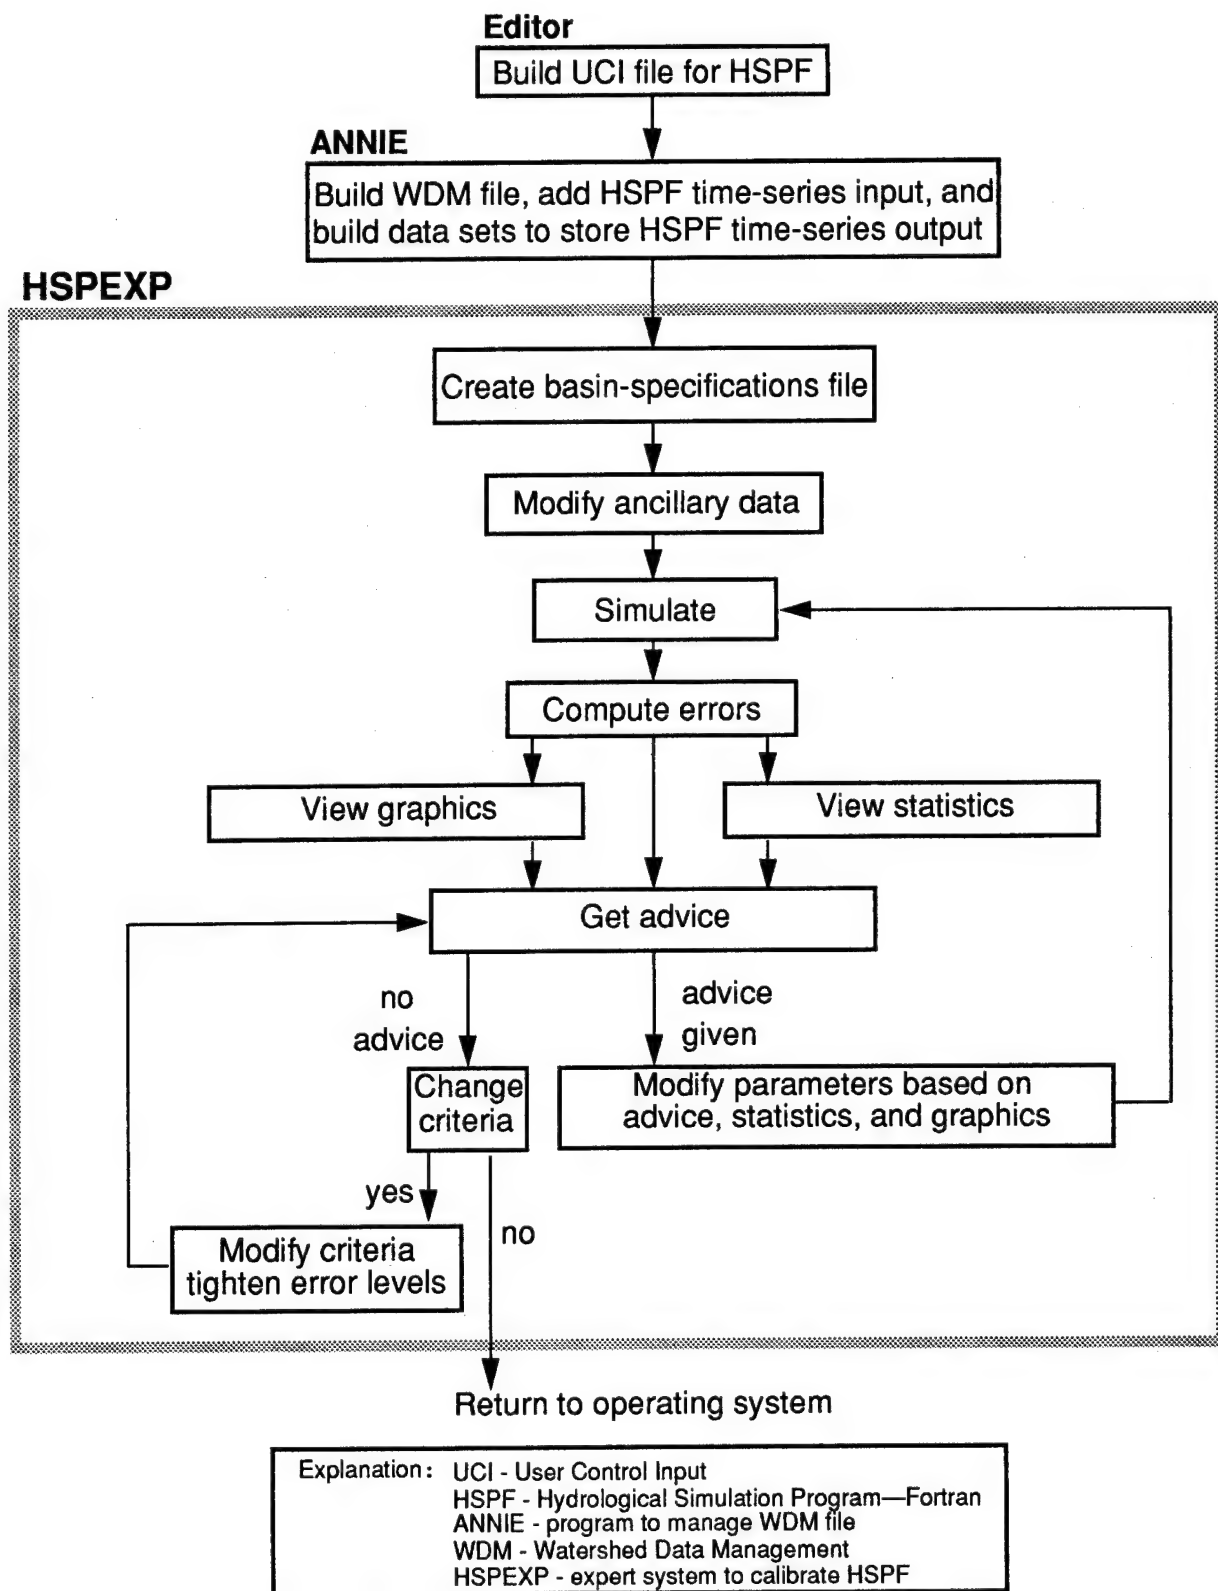 Editor
Build UCI file for HSPF
ANNIE
Build WDM file, add HSPF time-series input, and
build data sets to store HSPF time-series output
HSPEXP
Create basin-specifications file
Modify ancillary data
Simulate
Compute errors
View graphics
View statistics
Get advice
no
advice
advice
given
Change
criteria
Modify parameters based on
advice, statistics, and graphics
yes
no
Modify criteria
tighten error levels
Return to operating system
Explanation: UCI - User Control Input
HSPF - Hydrological Simulation Program—Fortran
ANNIE - program to manage WDM file
WDM - Watershed Data Management
HSPEXP - expert system to calibrate HSPF